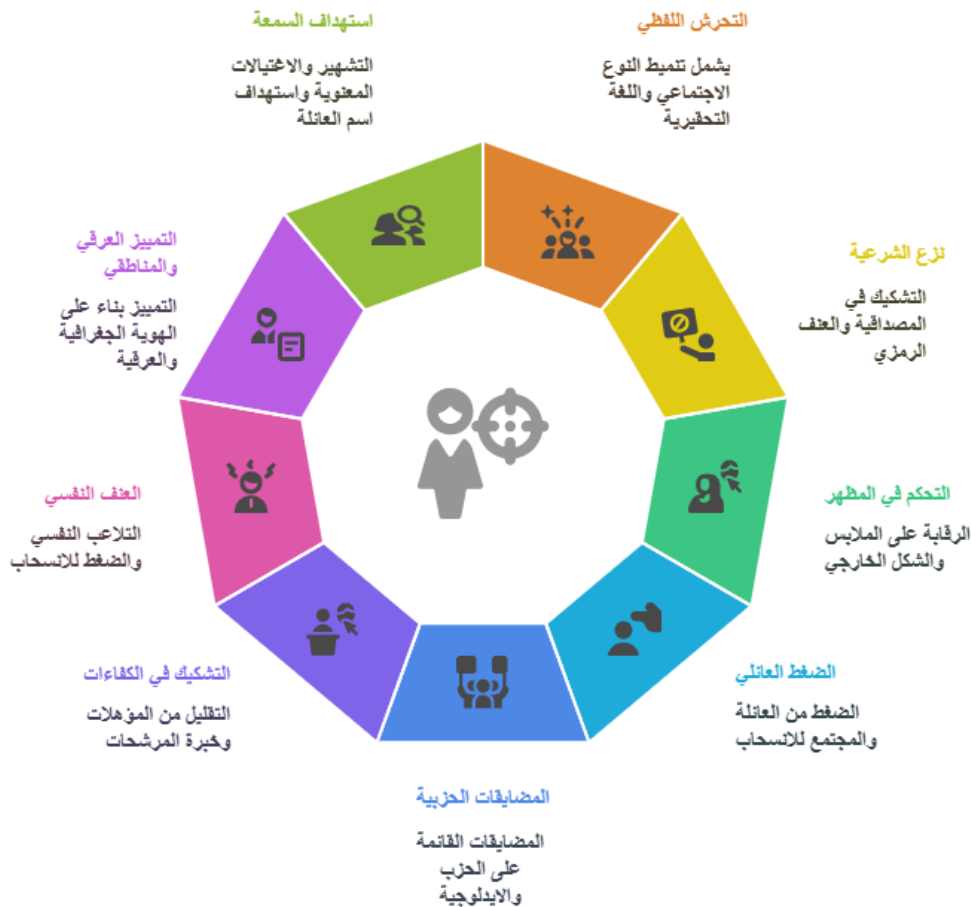 التحرش اللفظي
يشمل تنميط النوع
الاجتماعي واللغة
التحقيرية
نزع الشرعية
التشكيك في
المصداقية والعنف
الرمزي
التحكم في المظهر
الرقابة على الملابس
والشكل الخارجي
الضغط العائلي
الضغط من العائلة
والمجتمع للانسحاب
المضايقات الحزبية
المضايقات القائمة
على الحزب
والايدلوجية
التشكيك في الكفاءات
التقليل من المؤهلات
وخبرة المرشحات
العنف النفسي
التلاعب النفسي
والضغط للانسحاب
التمييز العرقي
والمناطقي
التمييز بناء على
الهوية الجغرافية
والعرقية
استهداف السمعة
التشهير والاغتيالات
المعنوية واستهداف
اسم العائلة